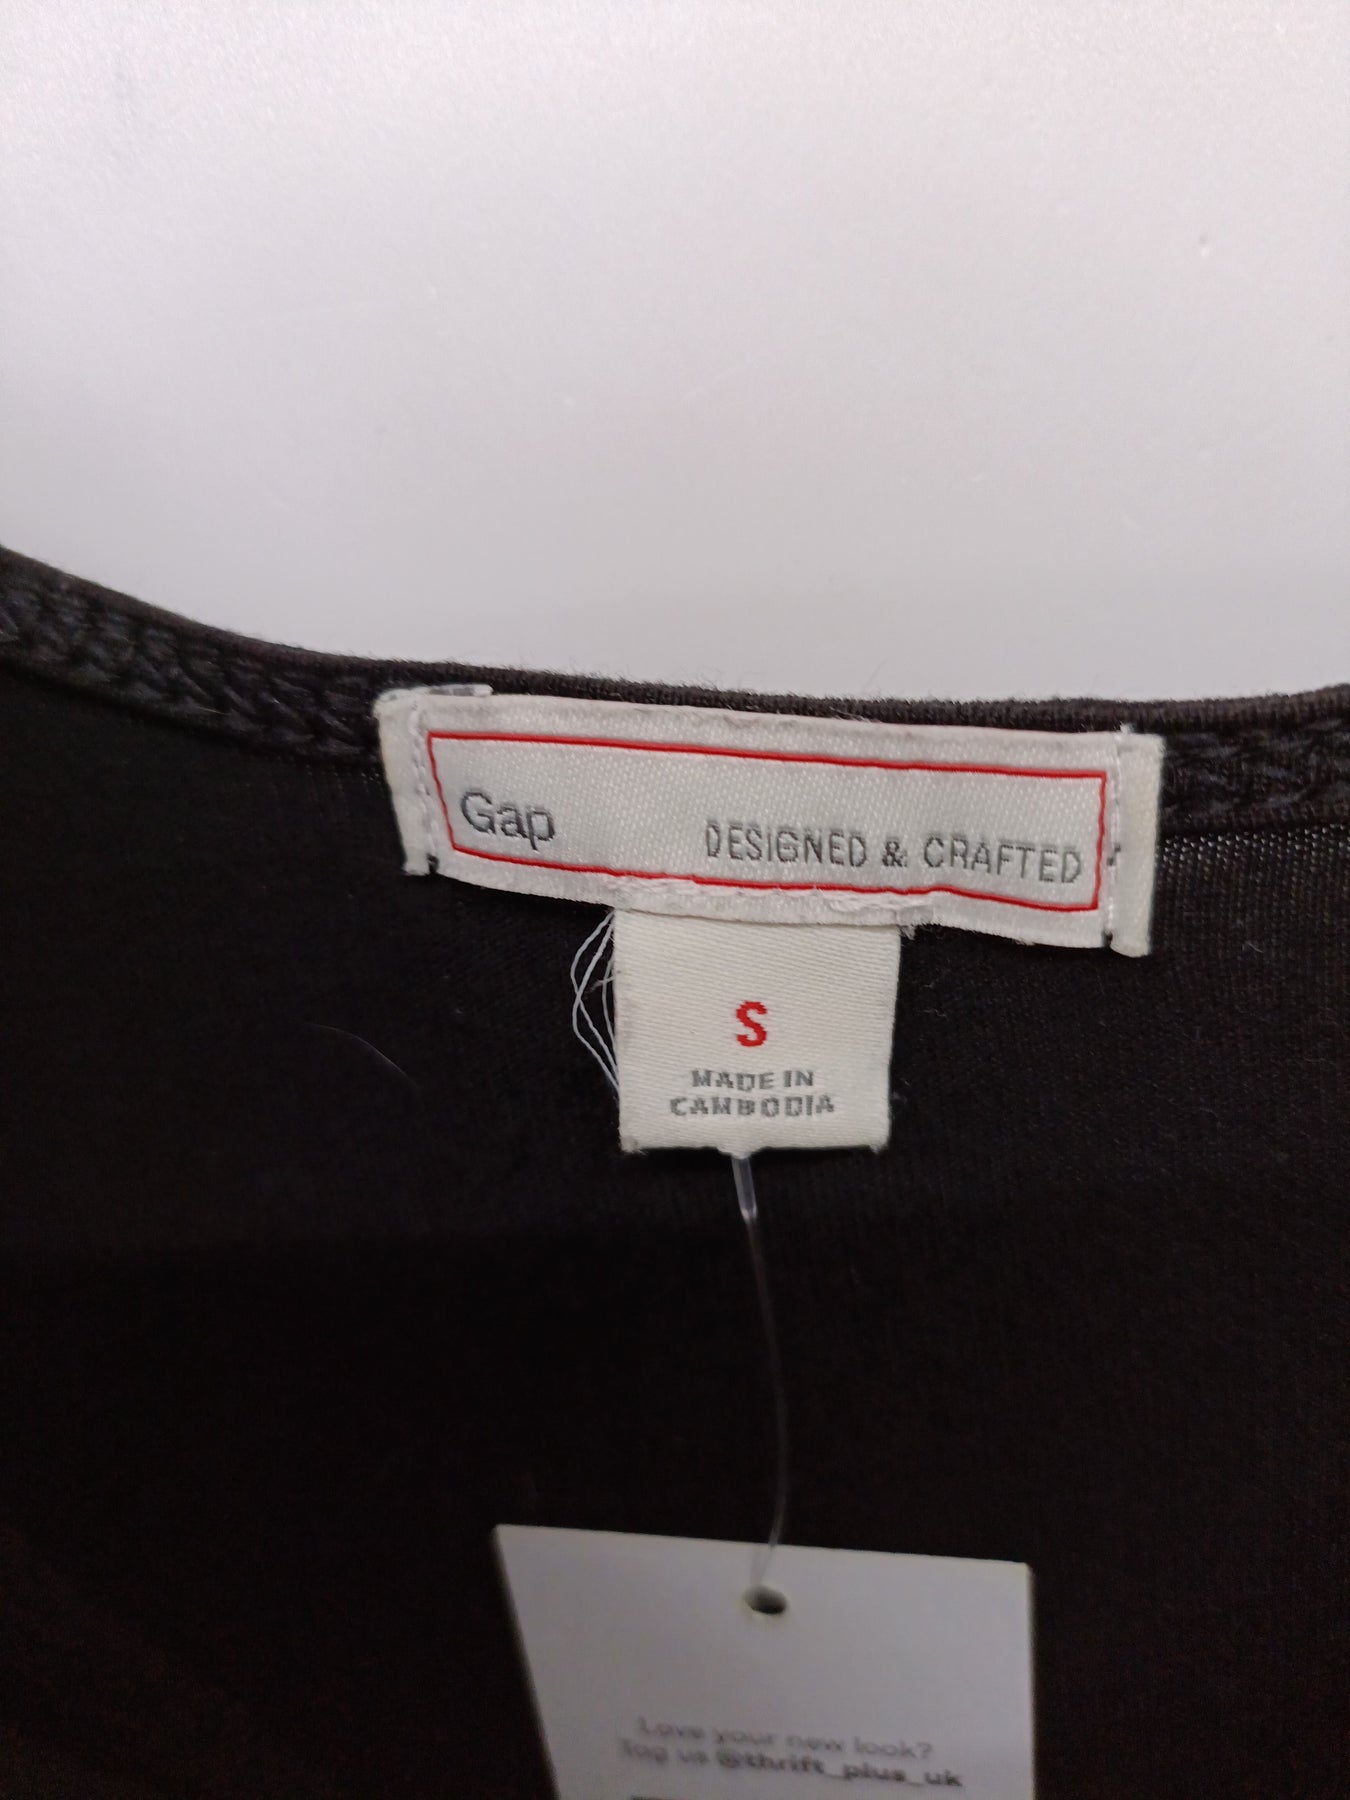 Gap DESIGNED & CRAFTED
S
MADE IN
CAMBODIA
Love your new look?
Tag us @thrift_plus_uk